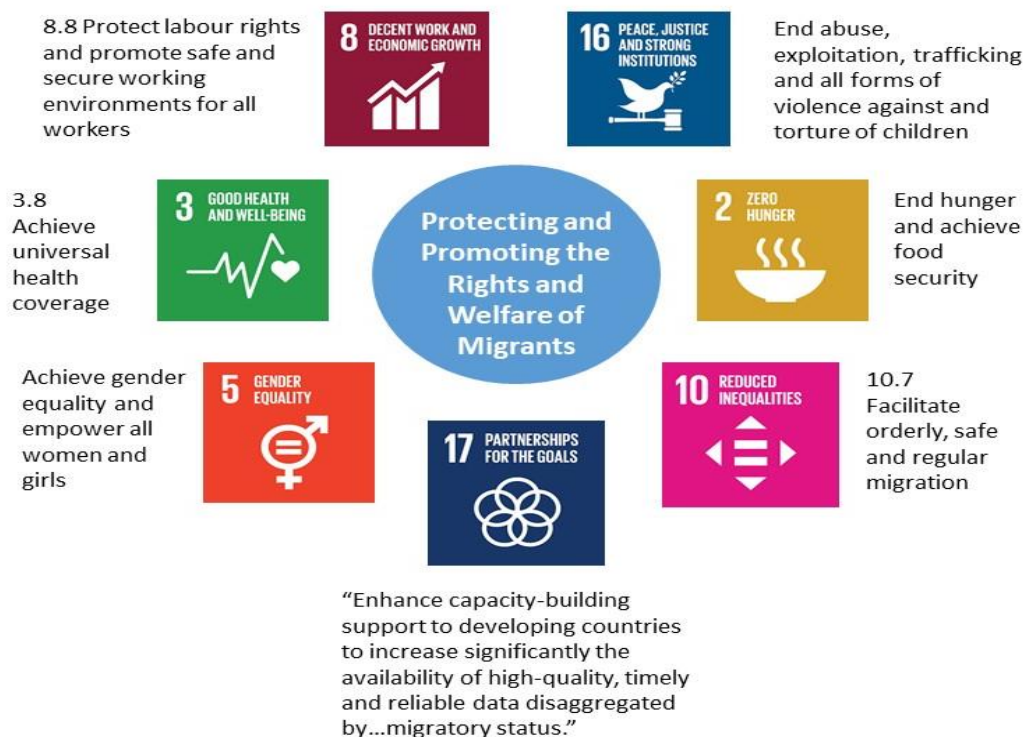 8.8 Protect labour rights
and promote safe and
secure working
environments for all
workers
8 DECENT WORK AND
ECONOMIC GROWTH
16 PEACE, JUSTICE
AND STRONG
INSTITUTIONS
End abuse,
exploitation, trafficking
and all forms of
violence against and
torture of children
3.8
Achieve
universal
health
coverage
3 GOOD HEALTH
AND WELL-BEING
Protecting and
Promoting the
Rights and
Welfare of
Migrants
2 ZERO
HUNGER
End hunger
and achieve
food
security
Achieve gender
equality and
empower all
women and
girls
5 GENDER
EQUALITY
17 PARTNERSHIPS
FOR THE GOALS
10 REDUCED
INEQUALITIES
10.7
Facilitate
orderly, safe
and regular
migration
“Enhance capacity-building
support to developing countries
to increase significantly the
availability of high-quality, timely
and reliable data disaggregated
by…migratory status.”